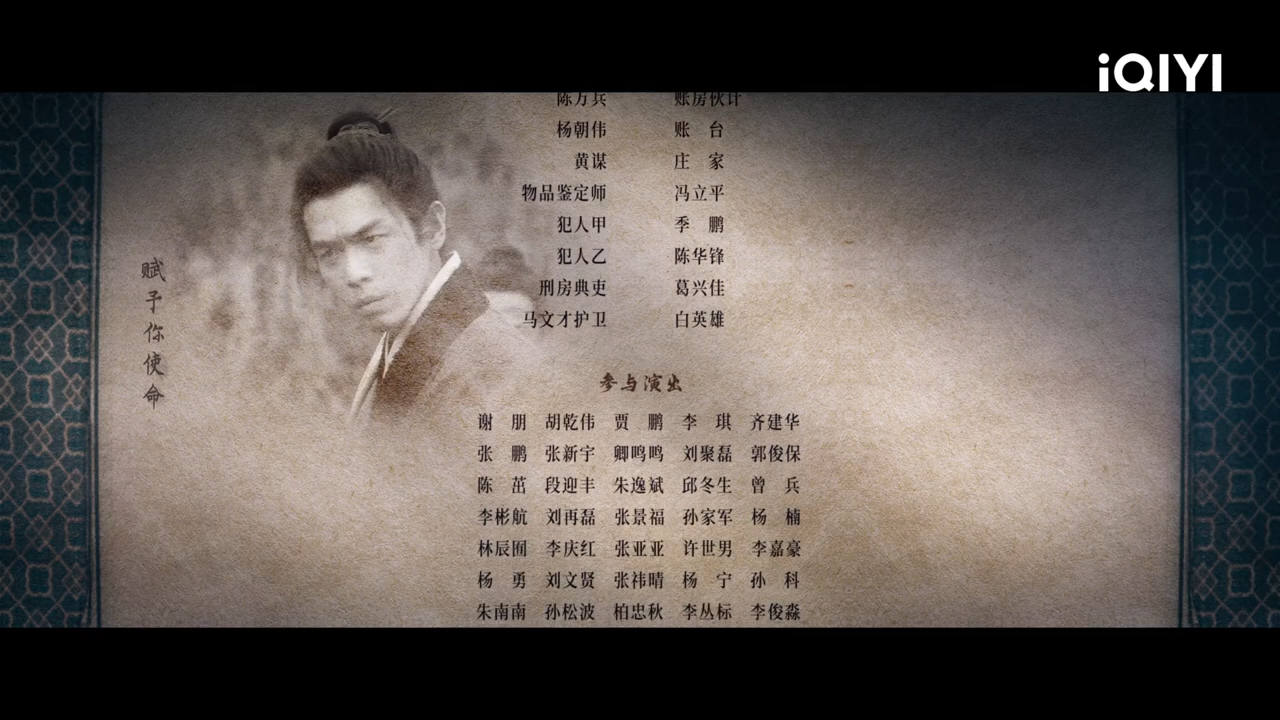 iQIYI
陈万兵 账房伙计
杨朝伟 账 台
黄谋 庄 家
物品鉴定师 冯立平
犯人甲 季 鹏
犯人乙 陈华锋
刑房典吏 葛兴佳
马文才护卫 白英雄
赋予你使命
参与演出
谢 朋 胡乾伟 贾 鹏 李 琪 齐建华
张 鹏 张新宇 卿鸣鸣 刘聚磊 郭俊保
陈 茁 段迎丰 朱逸斌 邱冬生 曾 兵
李彬航 刘再磊 张景福 孙家军 杨 楠
林辰囿 李庆红 张亚亚 许世男 李嘉豪
杨 勇 刘文贤 张祎晴 杨 宁 孙 科
朱南南 孙松波 柏忠秋 李丛标 李俊淼